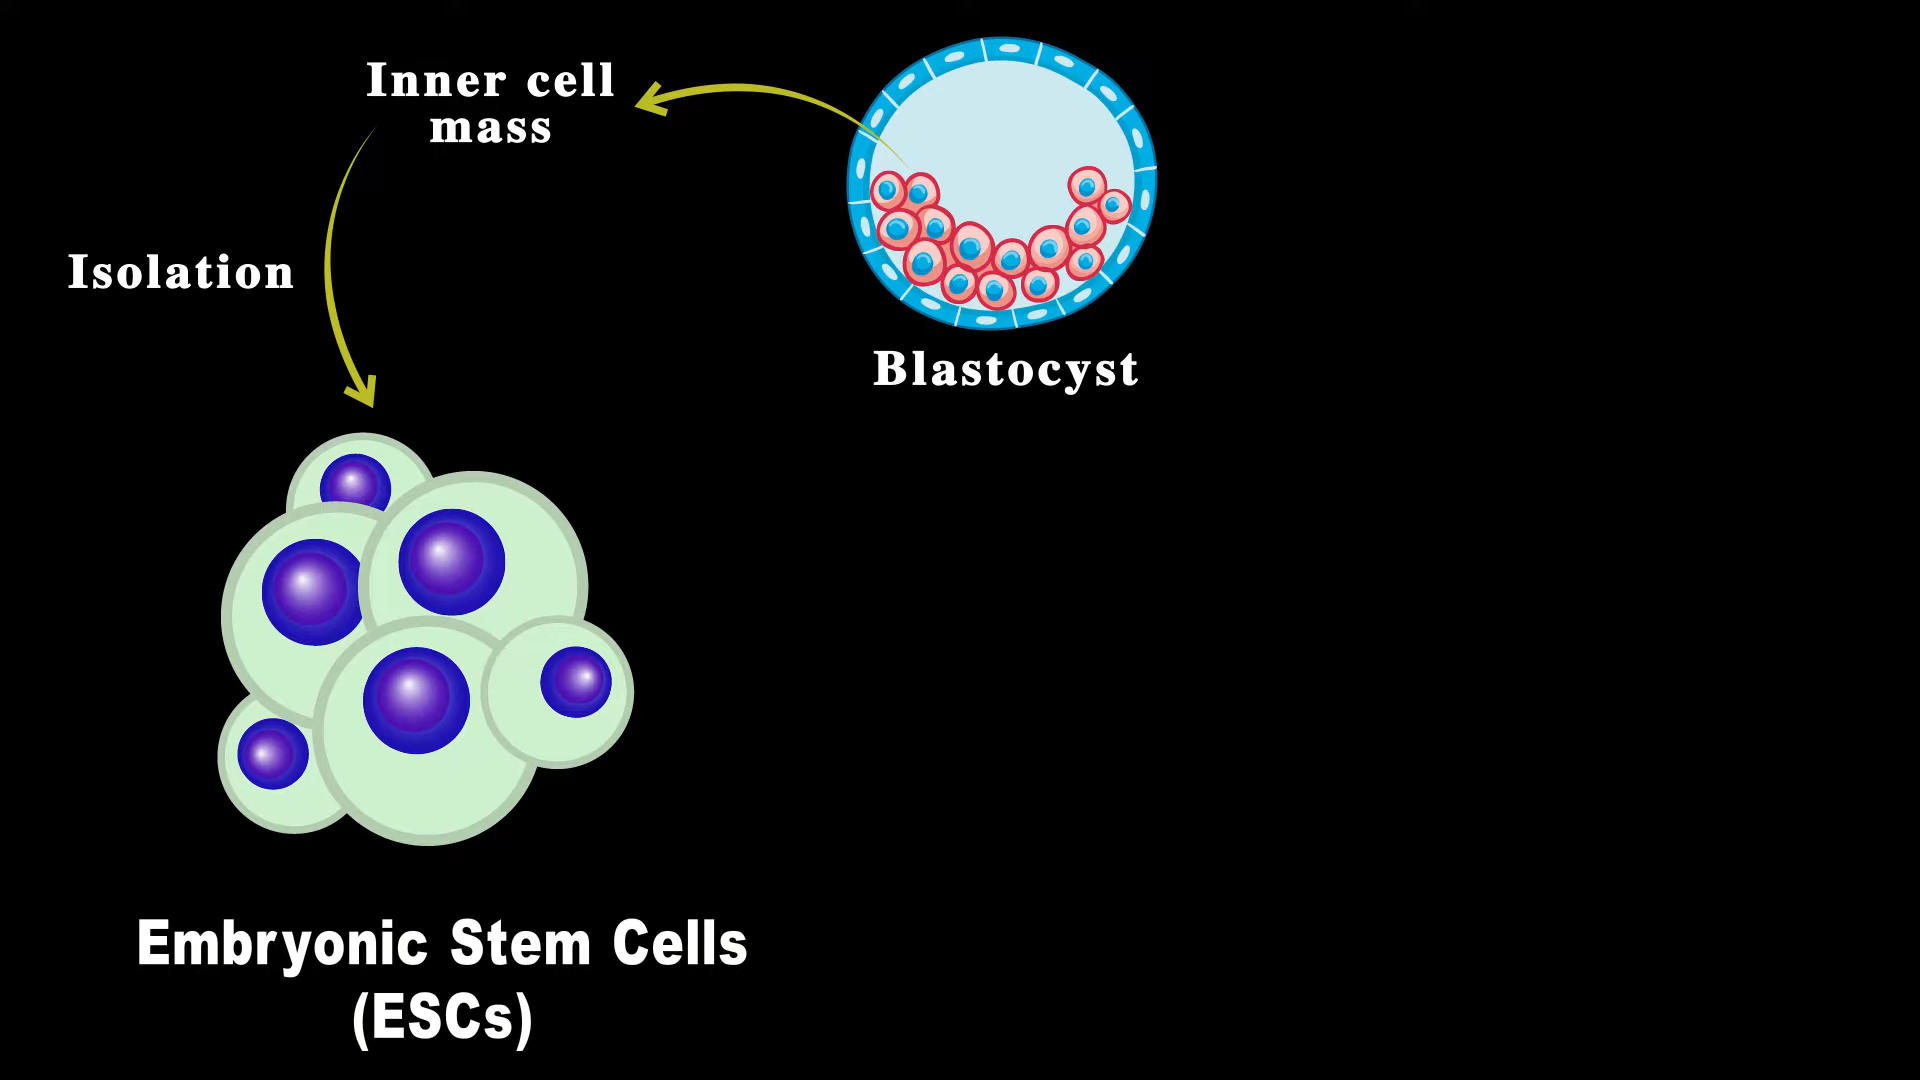 Inner cell
mass
Isolation
Blastocyst
Embryonic Stem Cells
(ESCs)